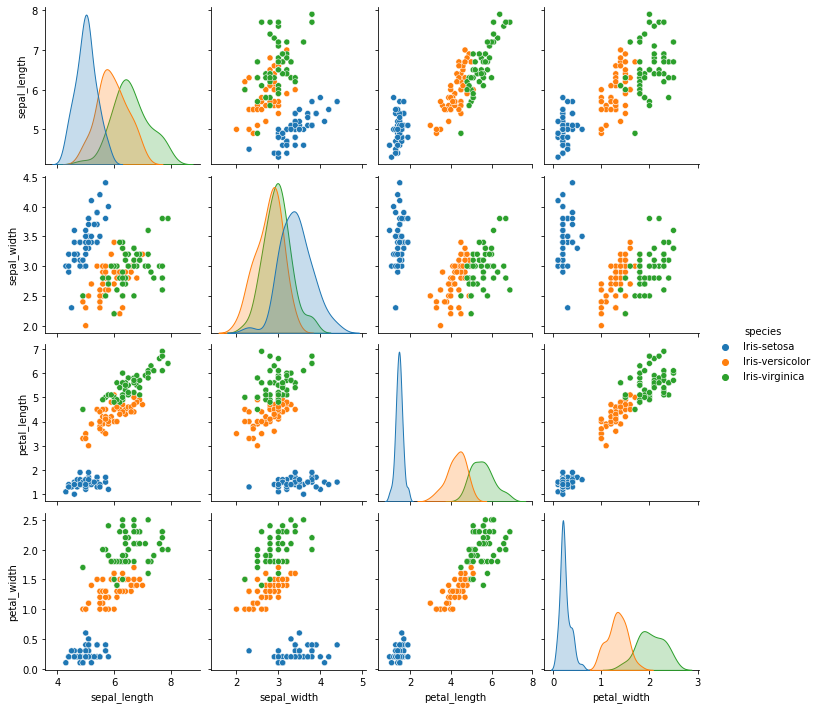 8
7
6
5
sepal_length
4.5
4.0
3.5
3.0
2.5
2.0
sepal_width
7
6
5
4
3
2
1
petal_length
2.5
2.0
1.5
1.0
0.5
0.0
petal_width
4 6 8
sepal_length
2 3 4 5
sepal_width
0 2 4 6 8
petal_length
0 1 2 3
petal_width
species
Iris-setosa
Iris-versicolor
Iris-virginica